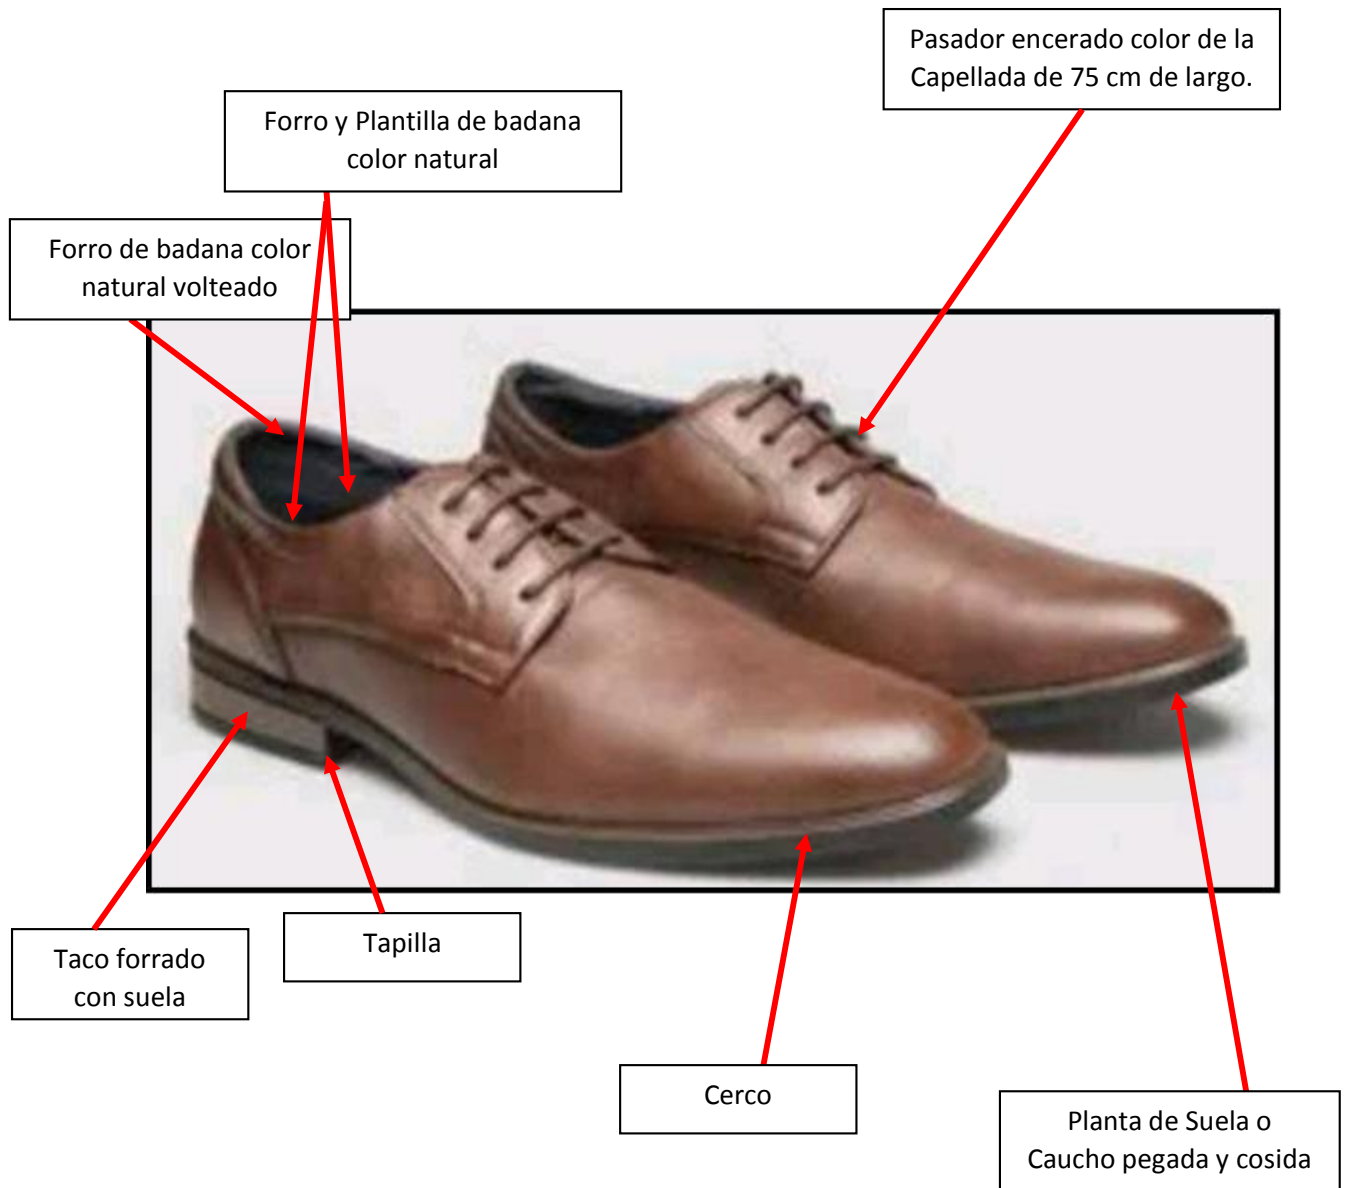 Pasador encerado color de la
Capellada de 75 cm de largo.
Forro y Plantilla de badana
color natural
Forro de badana color
natural volteado
Taco forrado
con suela
Tapilla
Cerco
Planta de Suela o
Caucho pegada y cosida